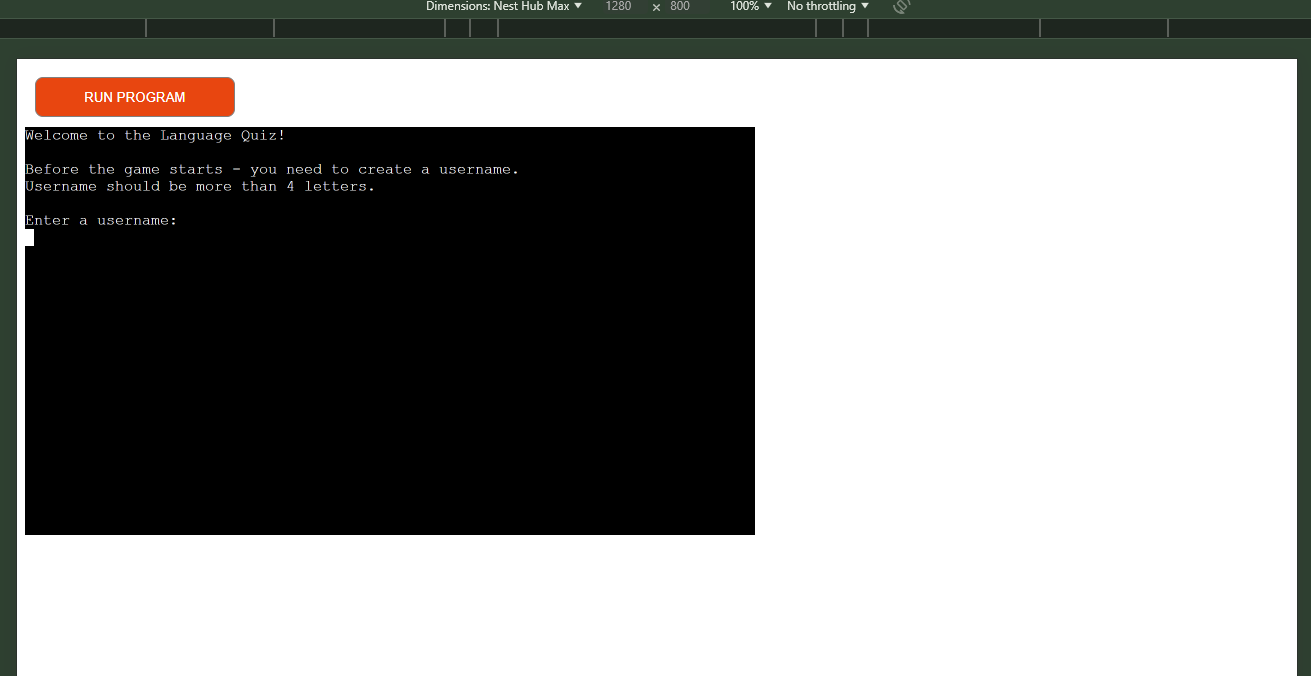 Dimensions: Nest Hub Max ▼ 1280 × 800 100% ▼ No throttling ▼
RUN PROGRAM
Welcome to the Language Quiz!
Before the game starts - you need to create a username.
Username should be more than 4 letters.
Enter a username: